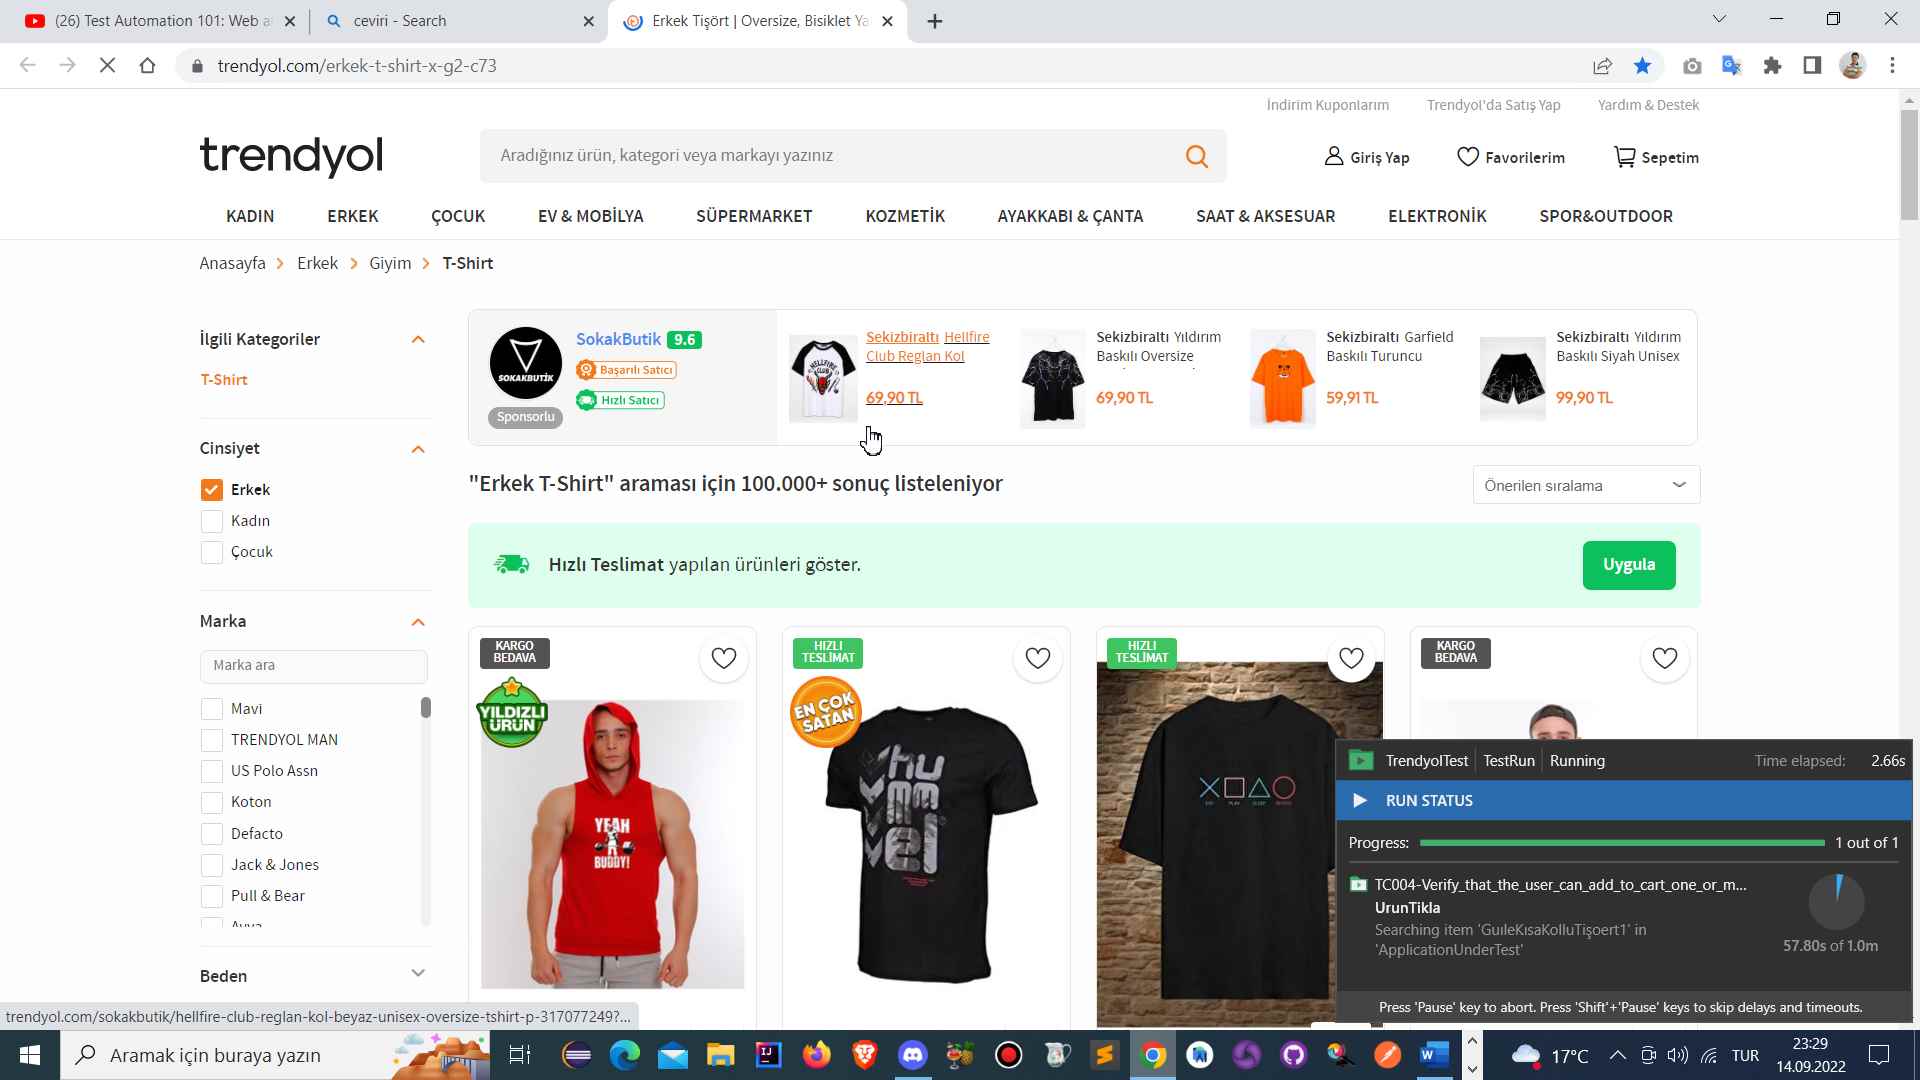 (26) Test Automation 101: Web a
ceviri - Search
Erkek Tişört | Oversize, Bisiklet Ya
trendyol.com/erkek-t-shirt-x-g2-c73
İndirim Kuponlarım
Trendyol'da Satış Yap
Yardım & Destek
trendyol
Aradığınız ürün, kategori veya markayı yazınız
Giriş Yap
Favorilerim
Sepetim
KADIN
ERKEK
ÇOCUK
EV & MOBİLYA
SÜPERMARKET
KOZMETİK
AYAKKABI & ÇANTA
SAAT & AKSESUAR
ELEKTRONİK
SPOR&OUTDOOR
Anasayfa
Erkek
Giyim
T-Shirt
İlgili Kategoriler
T-Shirt
Cinsiyet
Erkek
Kadın
Çocuk
Marka
Marka ara
Mavi
TRENDYOL MAN
US Polo Assn
Koton
Defacto
Jack & Jones
Pull & Bear
Avva
Beden
SOKAKBUTİK
Sponsorlu
SokakButik 9.6
Başarılı Satıcı
Hızlı Satıcı
HELLFIRE
CLUB
Sekizbiraltı Hellfire
Club Reglan Kol
69,90 TL
Sekizbiraltı Yıldırım
Baskılı Oversize
69,90 TL
Sekizbiraltı Garfield
Baskılı Turuncu
59,91 TL
Sekizbiraltı Yıldırım
Baskılı Siyah Unisex
99,90 TL
"Erkek T-Shirt" araması için 100.000+ sonuç listeleniyor
Önerilen sıralama
Hızlı Teslimat yapılan ürünleri göster.
Uygula
KARGO
BEDAVA
YILDIZLI
ÜRÜN
YEAH
BUDDY!
HIZLI
TESLİMAT
EN ÇOK
SATAN
hu
mm
el
HIZLI
TESLİMAT
KARGO
BEDAVA
TrendyolTest
TestRun
Running
Time elapsed:
2.66s
RUN STATUS
Progress:
1 out of 1
TC004-Verify_that_the_user_can_add_to_cart_one_or_m...
UrunTikla
Searching item 'GuıleKısaKolluTişoert1' in
'ApplicationUnderTest'
57.80s of 1.0m
Press 'Pause' key to abort. Press 'Shift'+'Pause' keys to skip delays and timeouts.
trendyol.com/sokakbutik/hellfire-club-reglan-kol-beyaz-unisex-oversize-tshirt-p-317077249?...
Aramak için buraya yazın
17°C
TUR
23:29
14.09.2022